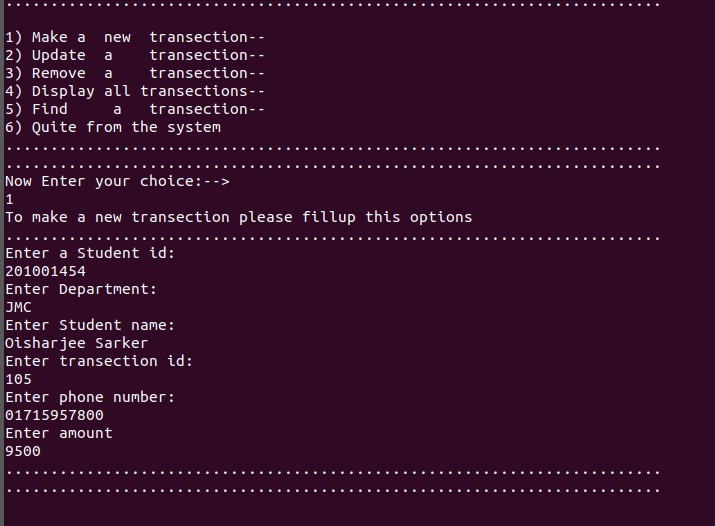 .........................................................................
1) Make a  new  transection--
2) Update  a    transection--
3) Remove  a    transection--
4) Display all transections--
5) Find     a   transection--
6) Quite from the system
.........................................................................
.........................................................................
Now Enter your choice:-->
1
To make a new transection please fillup this options
.........................................................................
Enter a Student id:
201001454
Enter Department:
JMC
Enter Student name:
Oisharjee Sarker
Enter transection id:
105
Enter phone number:
01715957800
Enter amount
9500
.........................................................................
.........................................................................